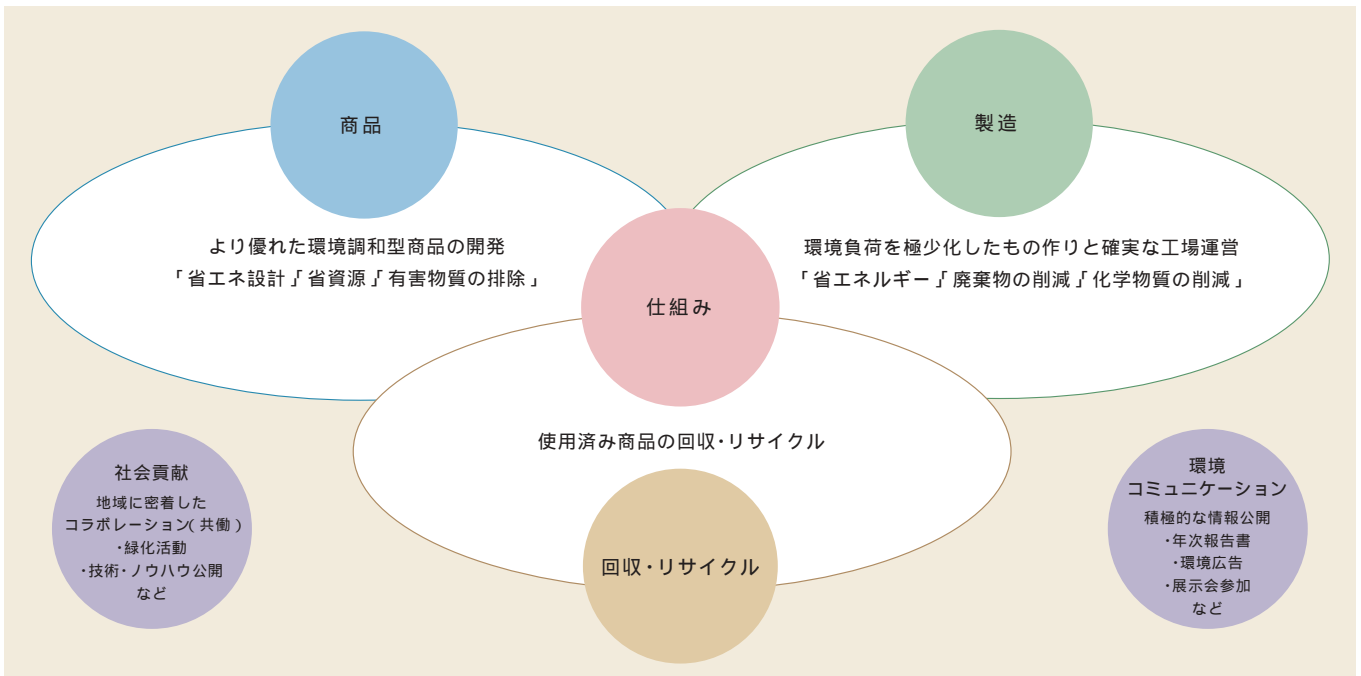 商品
より優れた環境調和型商品の開発
「省エネ設計」「省資源」「有害物質の排除」
製造
環境負荷を極少化したもの作りと確実な工場運営
「省エネルギー」「廃棄物の削減」「化学物質の削減」
仕組み
使用済み商品の回収・リサイクル
回収・リサイクル
社会貢献
地域に密着した
コラボレーション(共働)
・緑化活動
・技術・ノウハウ公開
など
環境
コミュニケーション
積極的な情報公開
・年次報告書
・環境広告
・展示会参加
など